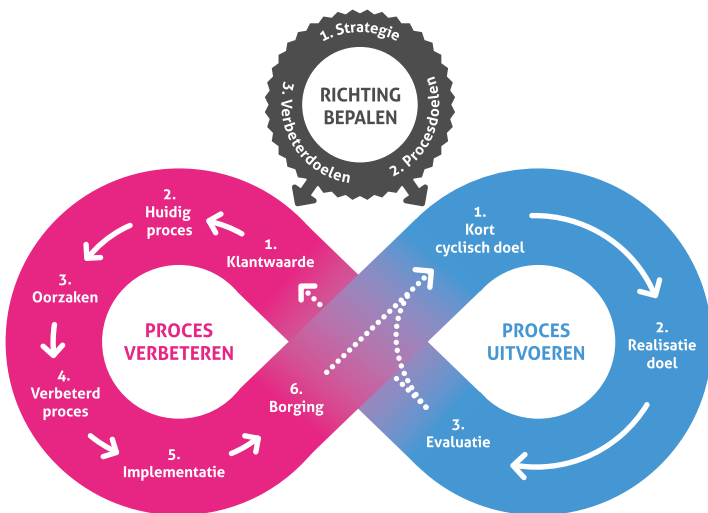 1. Strategie
2. Procesdoelen
3. Verbeterdoelen
RICHTING
BEPALEN
1.
Klantwaarde
2.
Huidig
proces
3.
Oorzaken
4.
Verbeterd
proces
5.
Implementatie
6.
Borging
PROCES
VERBETEREN
1.
Kort
cyclisch doel
2.
Realisatie
doel
3.
Evaluatie
PROCES
UITVOEREN